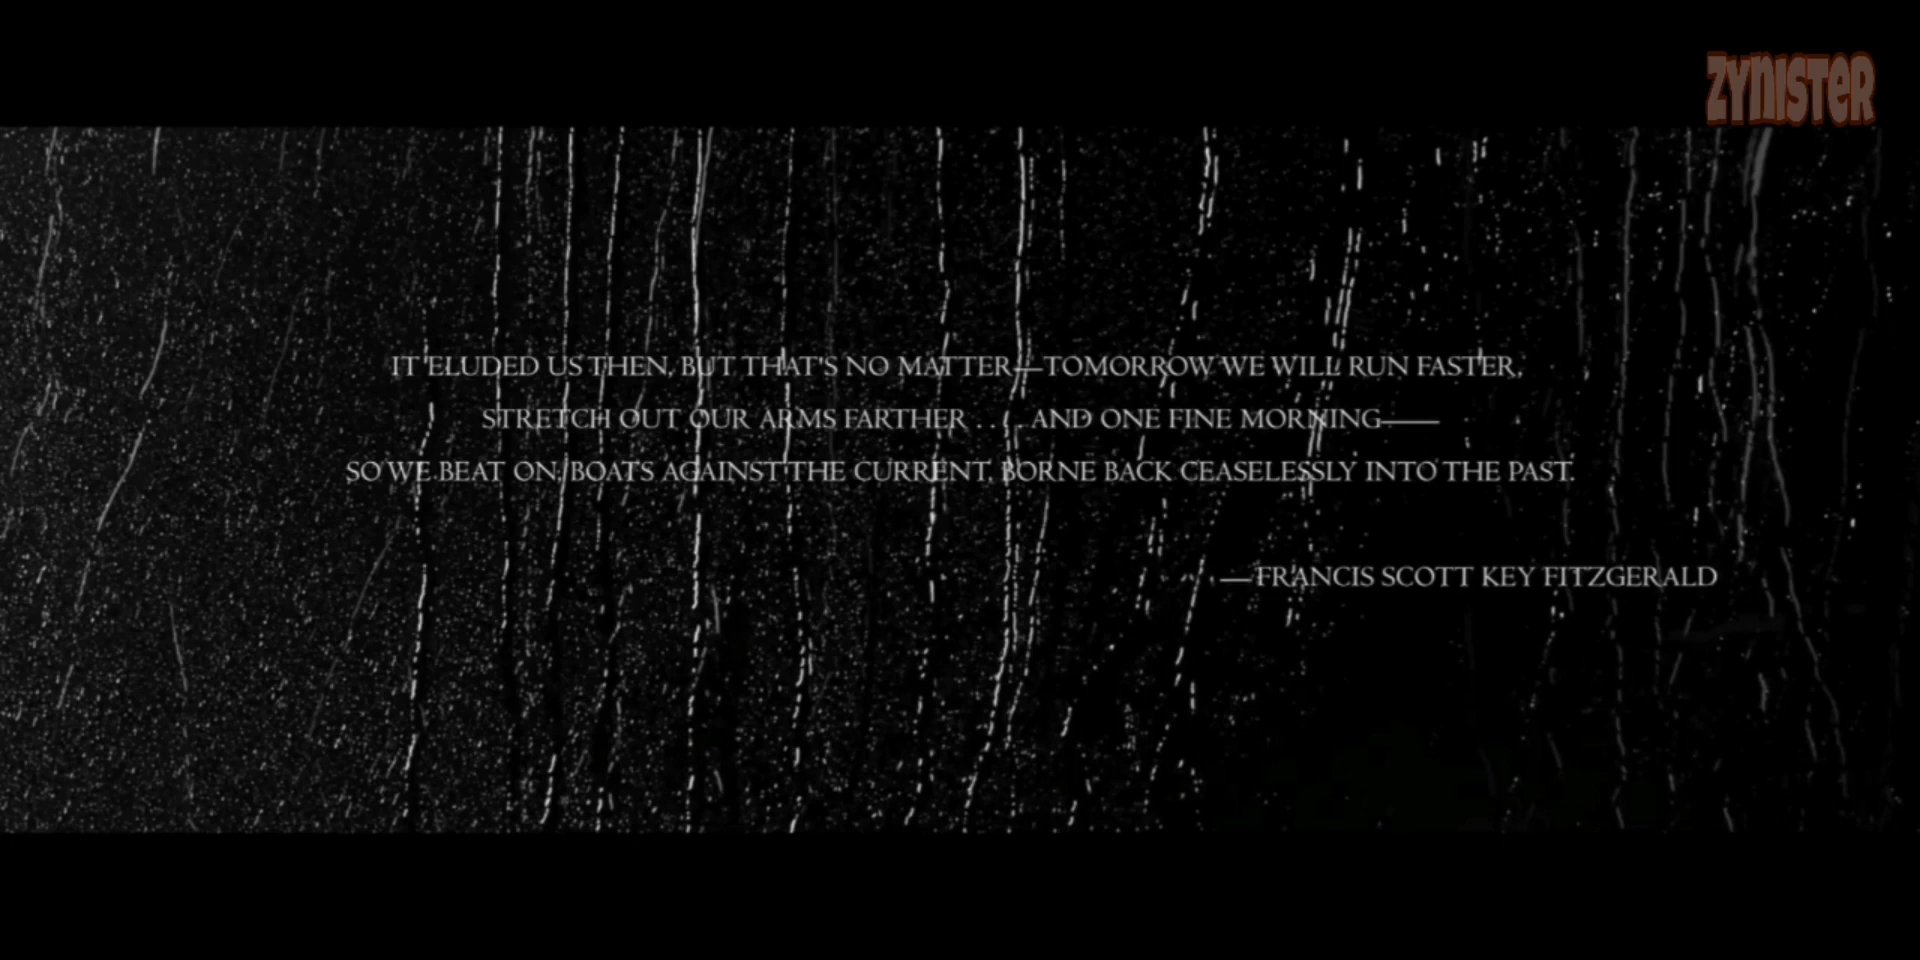 ZYNISTER
IT ELUDED US THEN, BUT THAT'S NO MATTER—TOMORROW WE WILL RUN FASTER,
STRETCH OUT OUR ARMS FARTHER . . . . AND ONE FINE MORNING——
SO WE BEAT ON, BOATS AGAINST THE CURRENT, BORNE BACK CEASELESSLY INTO THE PAST.
—FRANCIS SCOTT KEY FITZGERALD